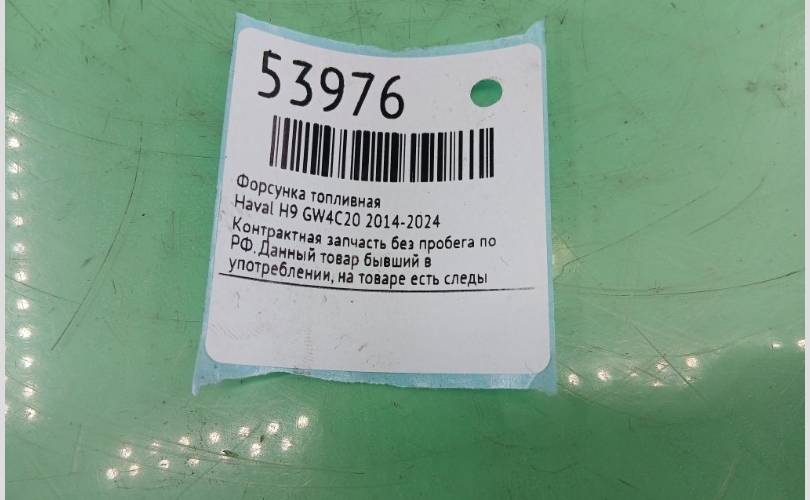 53976
Форсунка топливная
Haval H9 GW4C20 2014-2024
Контрактная запчасть без пробега по
РФ. Данный товар бывший в
употреблении, на товаре есть следы